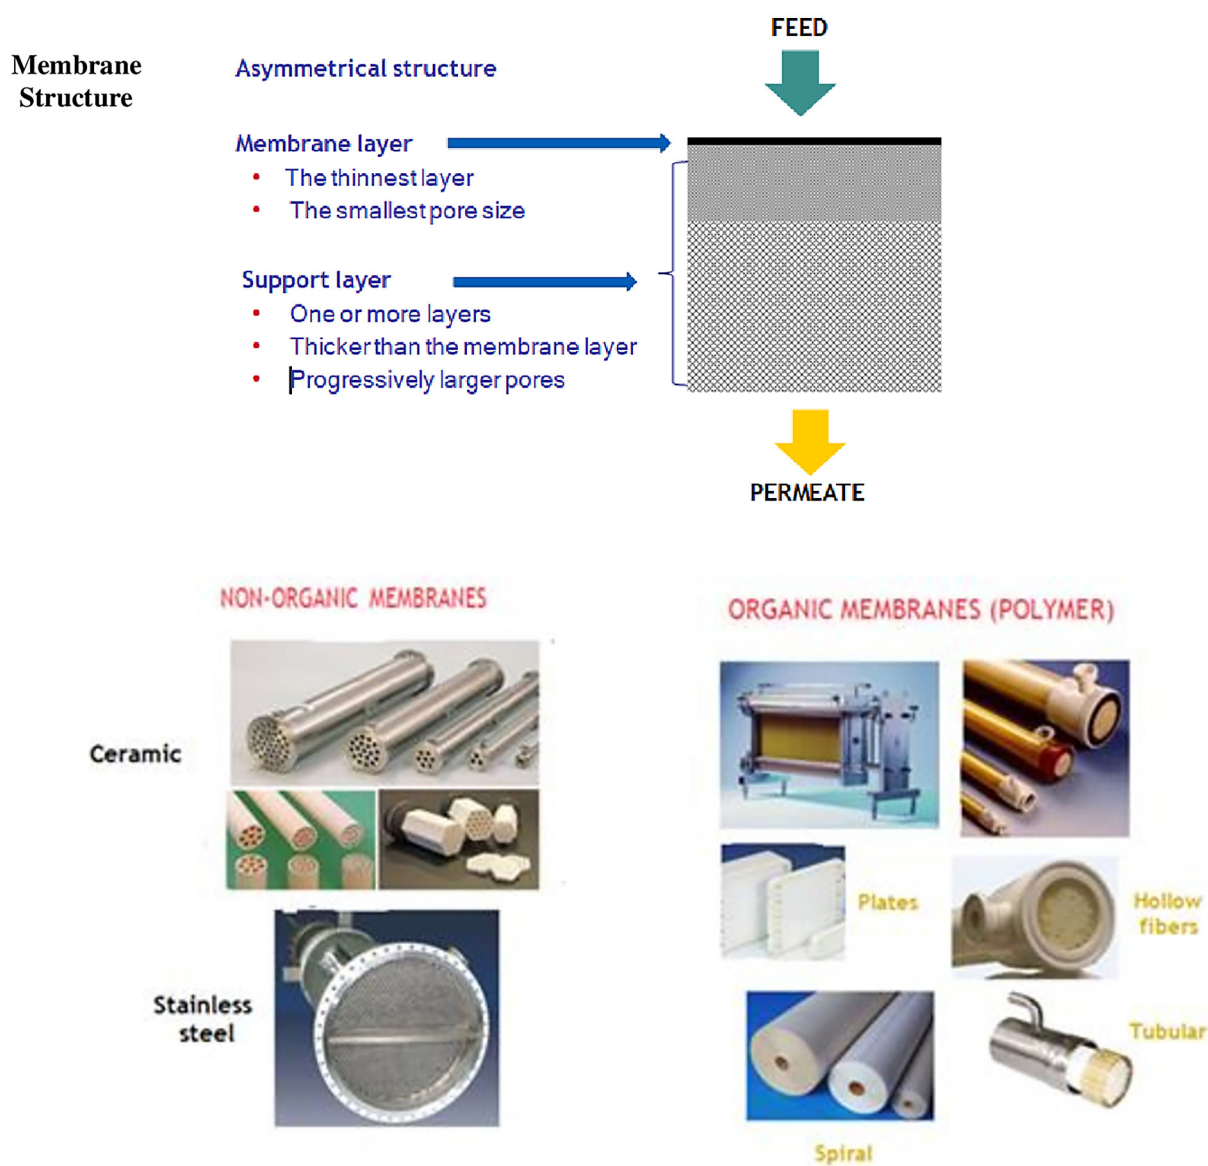 FEED
Membrane
Structure
Asymmetrical structure
Membrane layer
• The thinnest layer
• The smallest pore size
Support layer
• One or more layers
• Thicker than the membrane layer
• Progressively larger pores
PERMEATE
NON-ORGANIC MEMBRANES
ORGANIC MEMBRANES (POLYMER)
Ceramic
Plates
Hollow
fibers
Stainless
steel
Tubular
Spiral